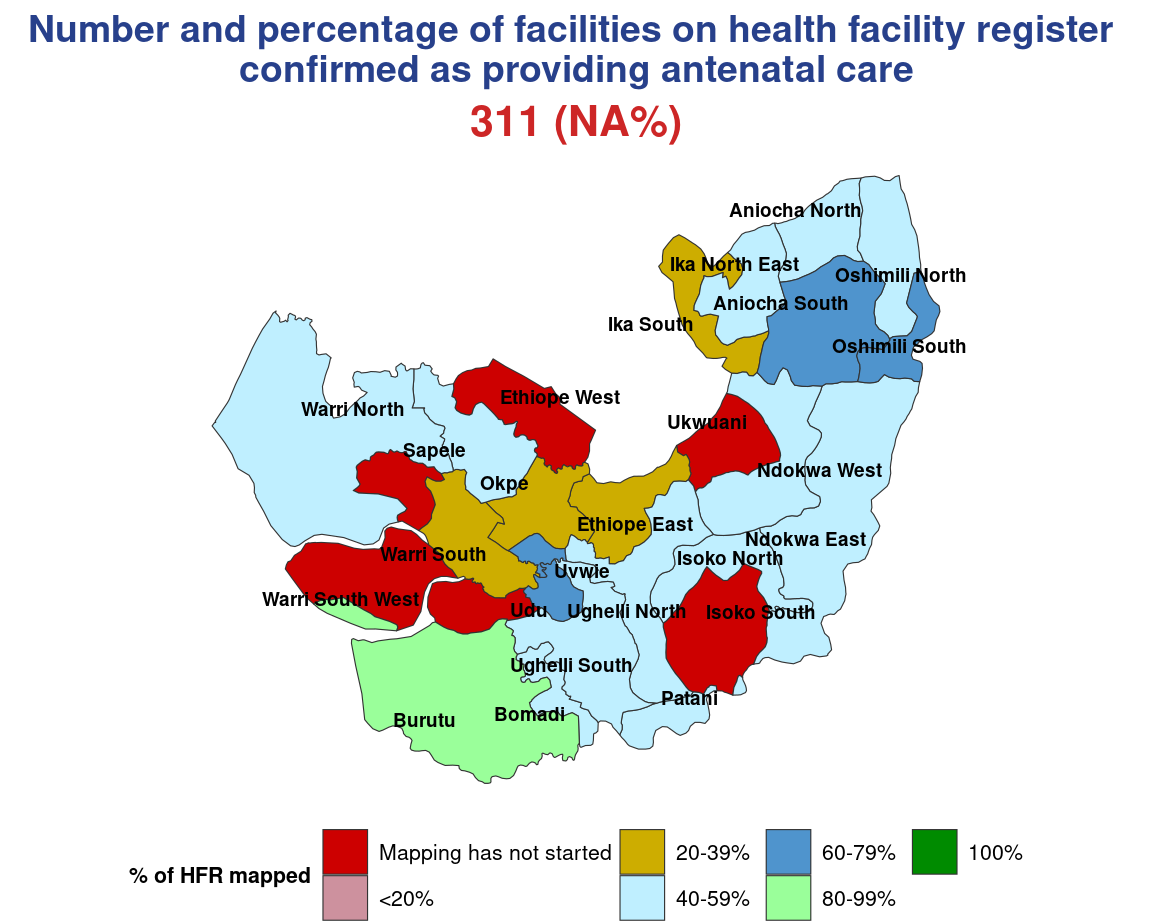 Number and percentage of facilities on health facility register
confirmed as providing antenatal care
311 (NA%)
Aniocha North
Ika North East
Oshimili North
Aniocha South
Ika South
Oshimili South
Ethiope West
Warri North
Ukwuani
Sapele
Ndokwa West
Okpe
Ethiope East
Ndokwa East
Warri South
Isoko North
Uvwie
Warri South West
Udu
Ughelli North
Isoko South
Ughelli South
Patani
Bomadi
Burutu
% of HFR mapped
Mapping has not started
<20%
20-39%
40-59%
60-79%
80-99%
100%